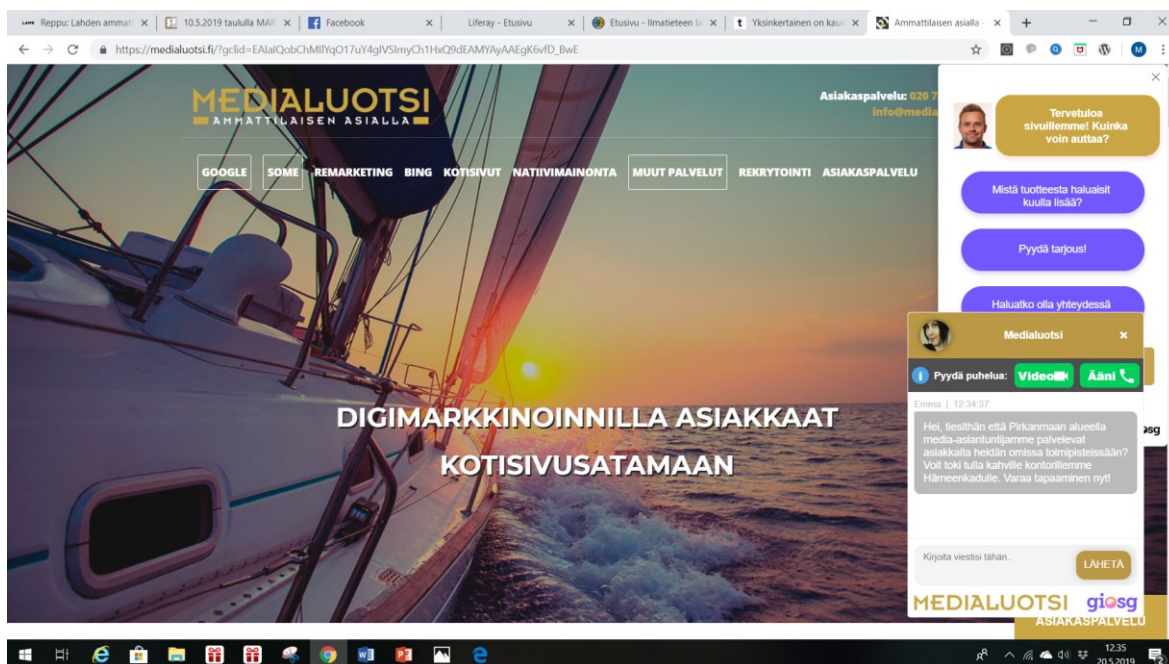 Reppu: Lahden ammatt
10.5.2019 taululla MAR
Facebook
Liferay - Etusivu
Etusivu - Ilmatieteen la
Yksinkertainen on kaun
Ammattilaisen asialla -
https://medialuotsi.fi/?gclid=
MEDIALUOTSI
AMMATTILAISEN ASIALLA
Asiakaspalvelu: 020 7
info@media
GOOGLE SOME REMARKETING BING KOTISIVUT NATIIVIMAINONTA MUUT PALVELUT REKRYTOINTI ASIAKASPALVELU
DIGIMARKKINOINNILLA ASIAKKAAT
KOTISIVUSATAMAAN
Tervetuloa
sivuillemme! Kuinka
voin auttaa?
Mistä tuotteesta haluaisit
kuulla lisää?
Pyydä tarjous!
Haluatko olla yhteydessä
Medialuotsi
Pyydä puhelua: Video Ääni
Emma | 12:34:37
Hei, tiesithän että Pirkanmaan alueella
media-asiantuntijamme palvelevat
asiakkaita heidän omissa toimipisteissään?
Voit toki tulla kahville kontorillemme
Hämeenkadulle. Varaa tapaaminen nyt!
Kirjoita viestisi tähän..
LÄHETÄ
MEDIALUOTSI giosg
ASIAKASPALVELU
12.35
20.5.2019